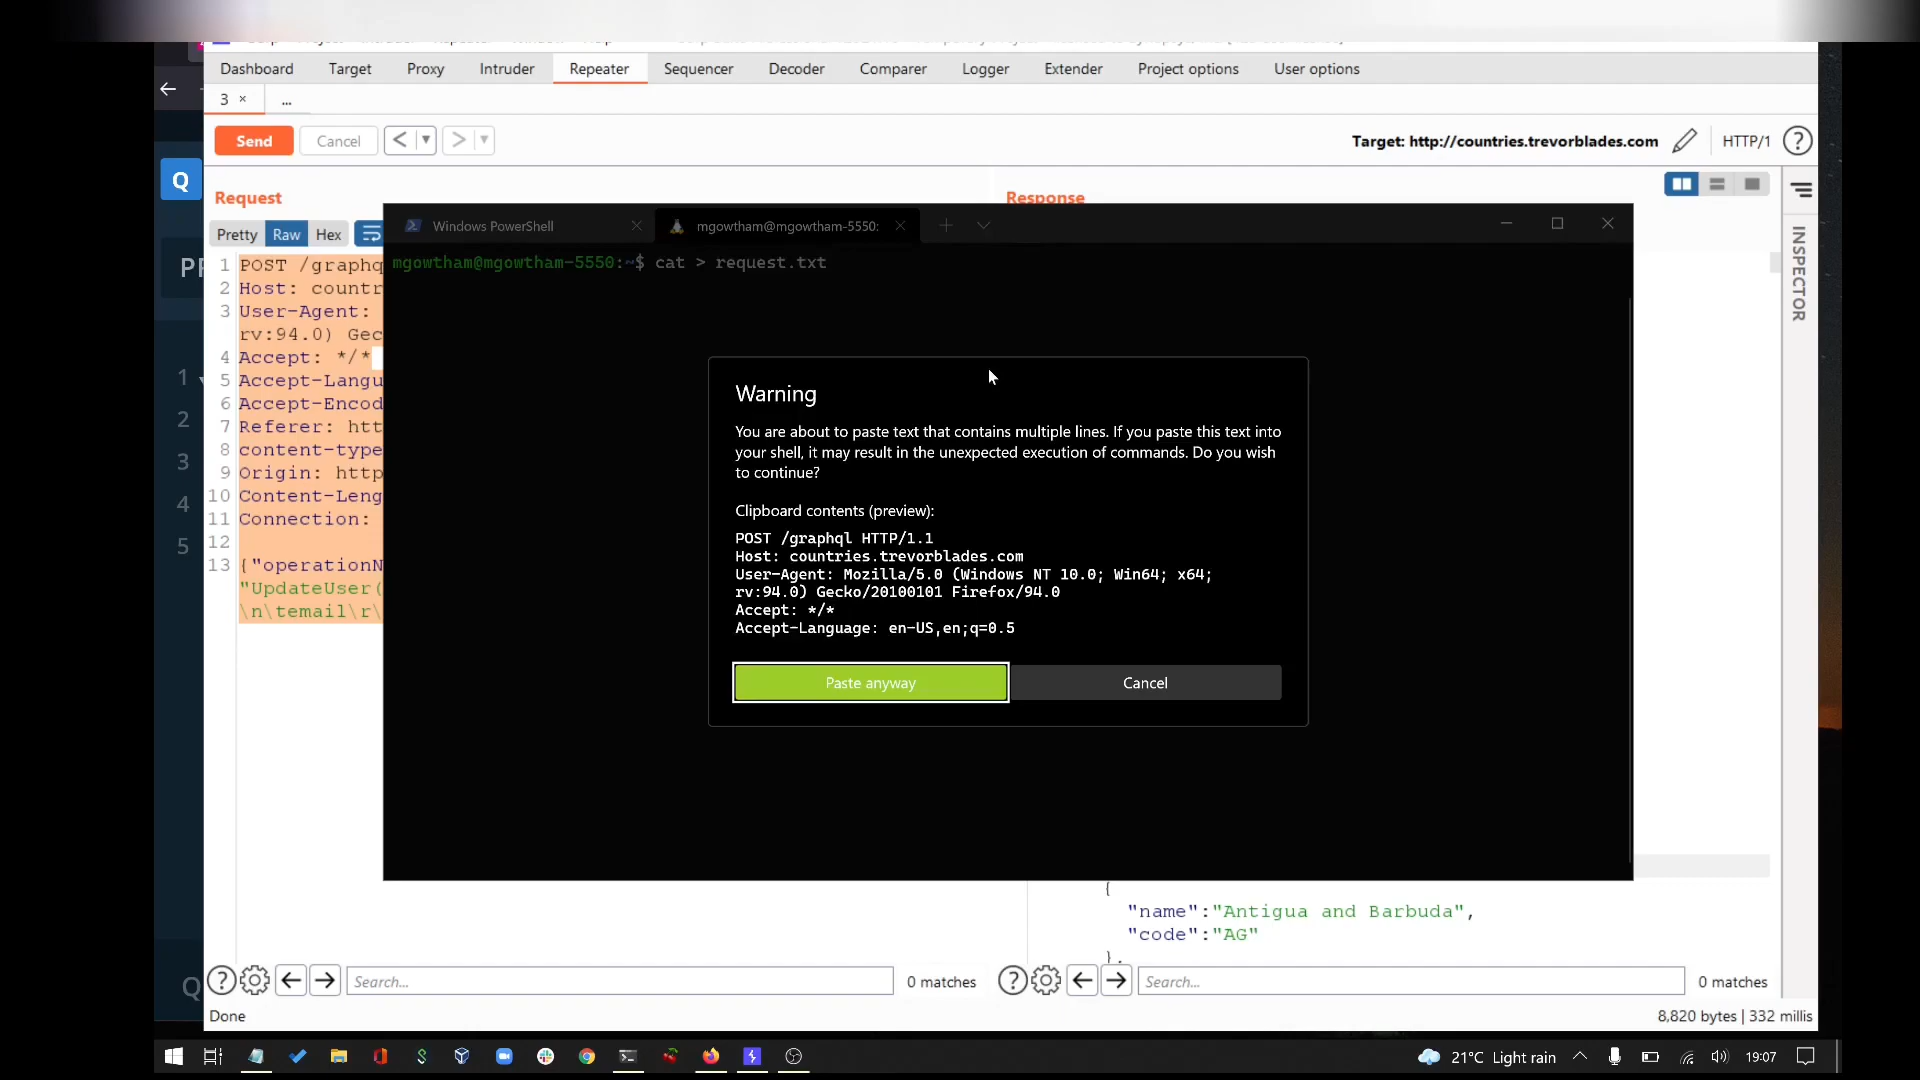 Dashboard Target Proxy Intruder Repeater Sequencer Decoder Comparer Logger Extender Project options User options
3 × ...
Send Cancel < ▼ > ▼ Target: http://countries.trevorblades.com HTTP/1 ?
Q
Request Response
Pretty Raw Hex
INSPECTOR
Windows PowerShell mgowtham@mgowtham-5550:
mgowtham@mgowtham-5550:~$ cat > request.txt
1 POST /graphq
2 Host: countr
3 User-Agent:
rv:94.0) Gec
4 Accept: */*
5 Accept-Langu
6 Accept-Encod
7 Referer: htt
8 content-type
9 Origin: http
10 Content-Leng
11 Connection:
12
13 {"operationN
"UpdateUser(
\n\temail\r\
1
2
3
4
5
Warning
You are about to paste text that contains multiple lines. If you paste this text into
your shell, it may result in the unexpected execution of commands. Do you wish
to continue?
Clipboard contents (preview):
POST /graphql HTTP/1.1
Host: countries.trevorblades.com
User-Agent: Mozilla/5.0 (Windows NT 10.0; Win64; x64;
rv:94.0) Gecko/20100101 Firefox/94.0
Accept: */*
Accept-Language: en-US,en;q=0.5
Paste anyway Cancel
{
"name":"Antigua and Barbuda",
"code":"AG"
},
? Search... 0 matches ? Search... 0 matches
Done 8,820 bytes | 332 millis
21°C Light rain 19:07